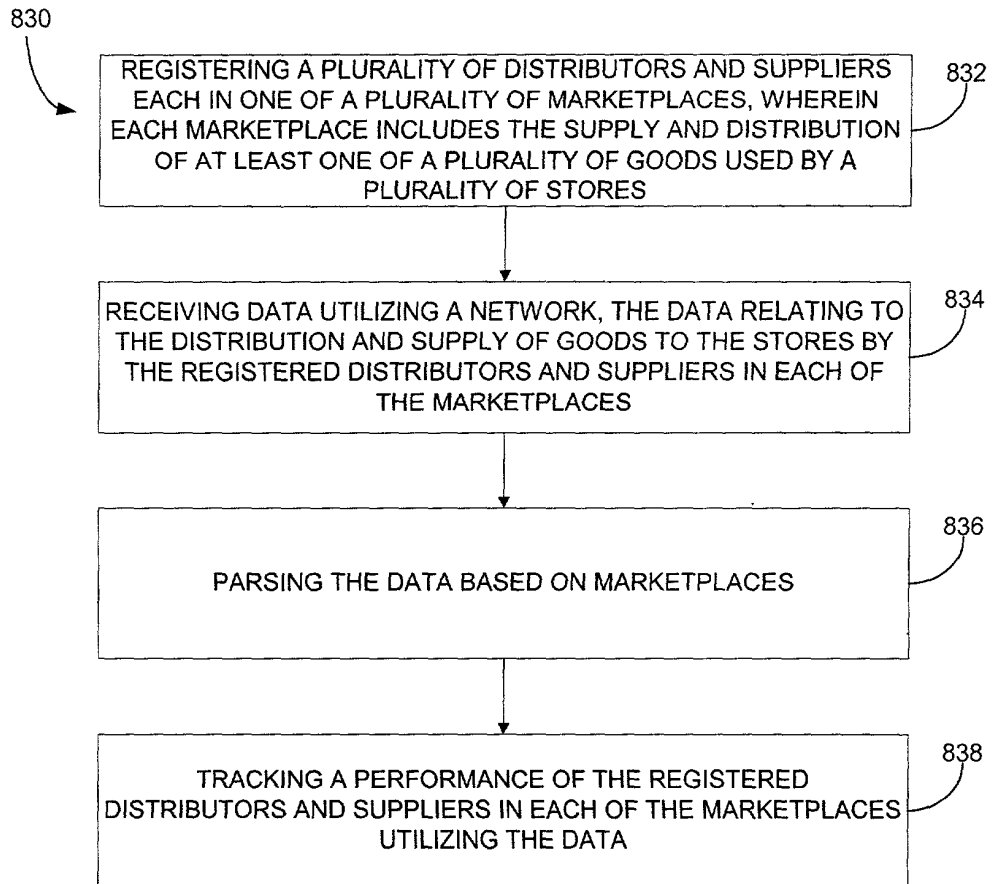 830
REGISTERING A PLURALITY OF DISTRIBUTORS AND SUPPLIERS
EACH IN ONE OF A PLURALITY OF MARKETPLACES, WHEREIN
EACH MARKETPLACE INCLUDES THE SUPPLY AND DISTRIBUTION
OF AT LEAST ONE OF A PLURALITY OF GOODS USED BY A
PLURALITY OF STORES
832
RECEIVING DATA UTILIZING A NETWORK, THE DATA RELATING TO
THE DISTRIBUTION AND SUPPLY OF GOODS TO THE STORES BY
THE REGISTERED DISTRIBUTORS AND SUPPLIERS IN EACH OF
THE MARKETPLACES
834
PARSING THE DATA BASED ON MARKETPLACES
836
TRACKING A PERFORMANCE OF THE REGISTERED
DISTRIBUTORS AND SUPPLIERS IN EACH OF THE MARKETPLACES
UTILIZING THE DATA
838